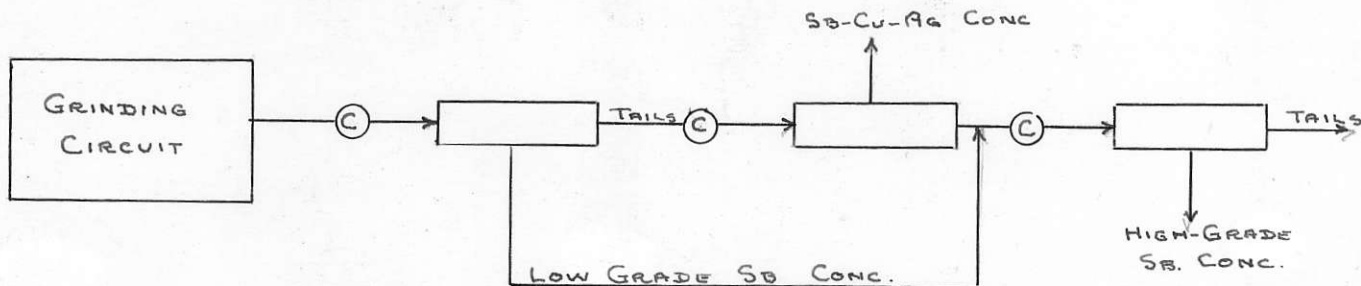 SB-CU-AG CONC
GRINDING
CIRCUIT
C
TAILS
C
C
TAILS
HIGH-GRADE
SB. CONC.
LOW GRADE SB CONC.